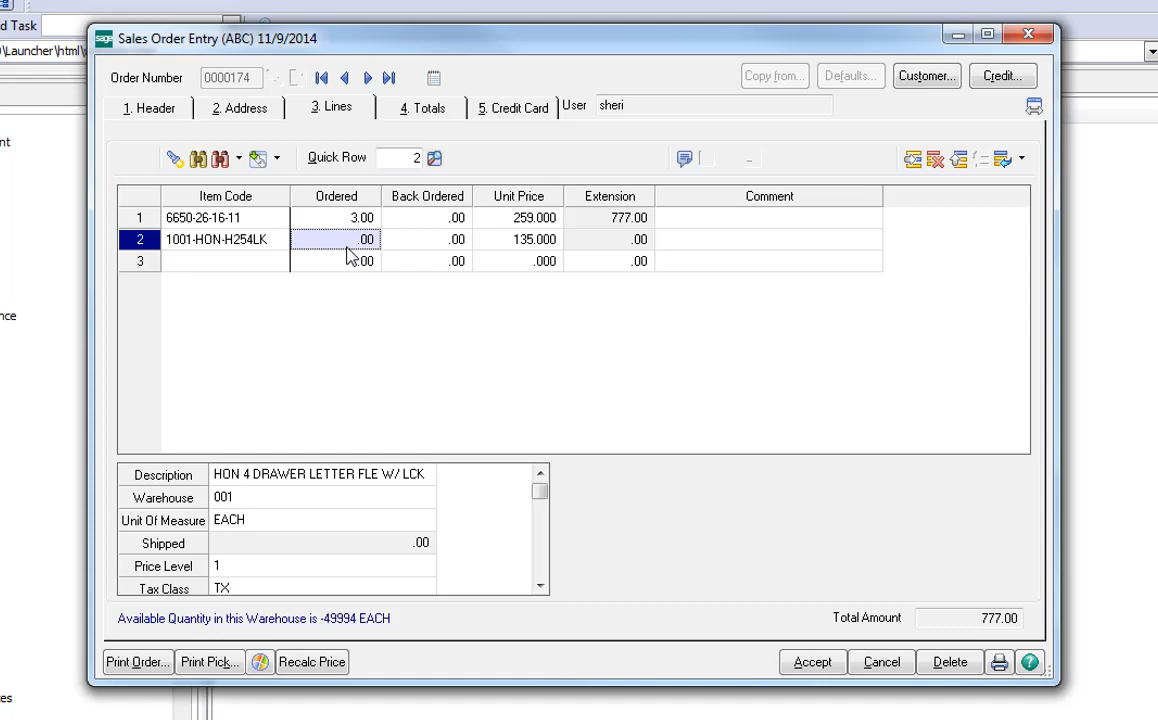 d Task
sage Sales Order Entry (ABC) 11/9/2014
\Launcher\html\
Order Number 0000174 Copy from... Defaults... Customer... Credit...
1. Header 2. Address 3. Lines 4. Totals 5. Credit Card User sheri
nt
Quick Row 2
Item Code Ordered Back Ordered Unit Price Extension Comment
1 6650-26-16-11 3.00 .00 259.000 777.00
2 1001-HON-H254LK .00 .00 135.000 .00
3 .00 .00 .000 .00
nce
Description HON 4 DRAWER LETTER FLE W/ LCK
Warehouse 001
Unit Of Measure EACH
Shipped .00
Price Level 1
Tax Class TX
Available Quantity in this Warehouse is -49994 EACH Total Amount 777.00
Print Order... Print Pick... Recalc Price Accept Cancel Delete
es